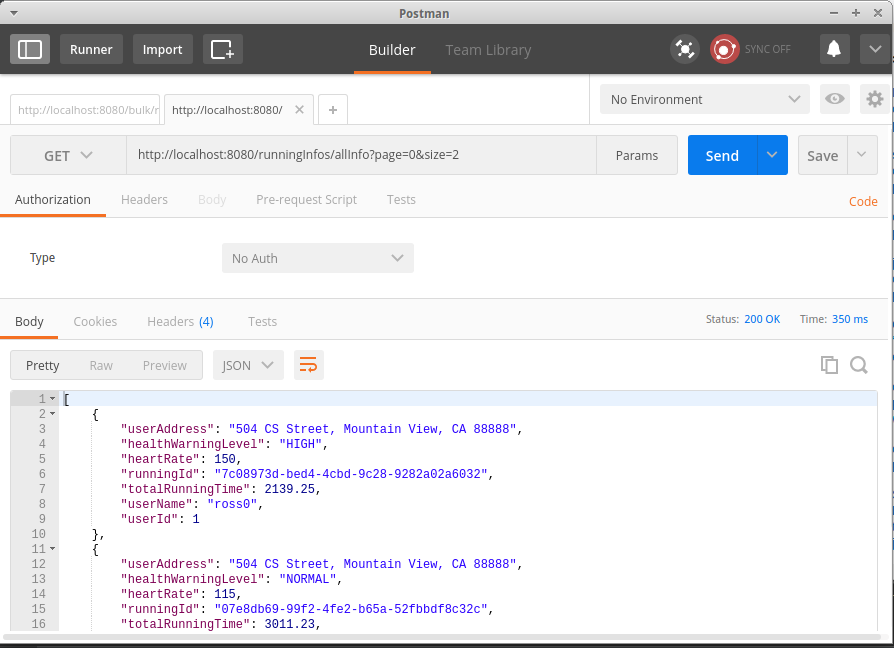 Postman
Runner Import Builder Team Library SYNC OFF
http://localhost:8080/bulk/r http://localhost:8080/ No Environment
GET http://localhost:8080/runningInfos/allInfo?page=0&size=2 Params Send Save
Authorization Headers Body Pre-request Script Tests Code
Type No Auth
Body Cookies Headers (4) Tests Status: 200 OK Time: 350 ms
Pretty Raw Preview JSON
1 [
2 {
3 "userAddress": "504 CS Street, Mountain View, CA 88888",
4 "healthWarningLevel": "HIGH",
5 "heartRate": 150,
6 "runningId": "7c08973d-bed4-4cbd-9c28-9282a02a6032",
7 "totalRunningTime": 2139.25,
8 "userName": "ross0",
9 "userId": 1
10 },
11 {
12 "userAddress": "504 CS Street, Mountain View, CA 88888",
13 "healthWarningLevel": "NORMAL",
14 "heartRate": 115,
15 "runningId": "07e8db69-99f2-4fe2-b65a-52fbbdf8c32c",
16 "totalRunningTime": 3011.23,